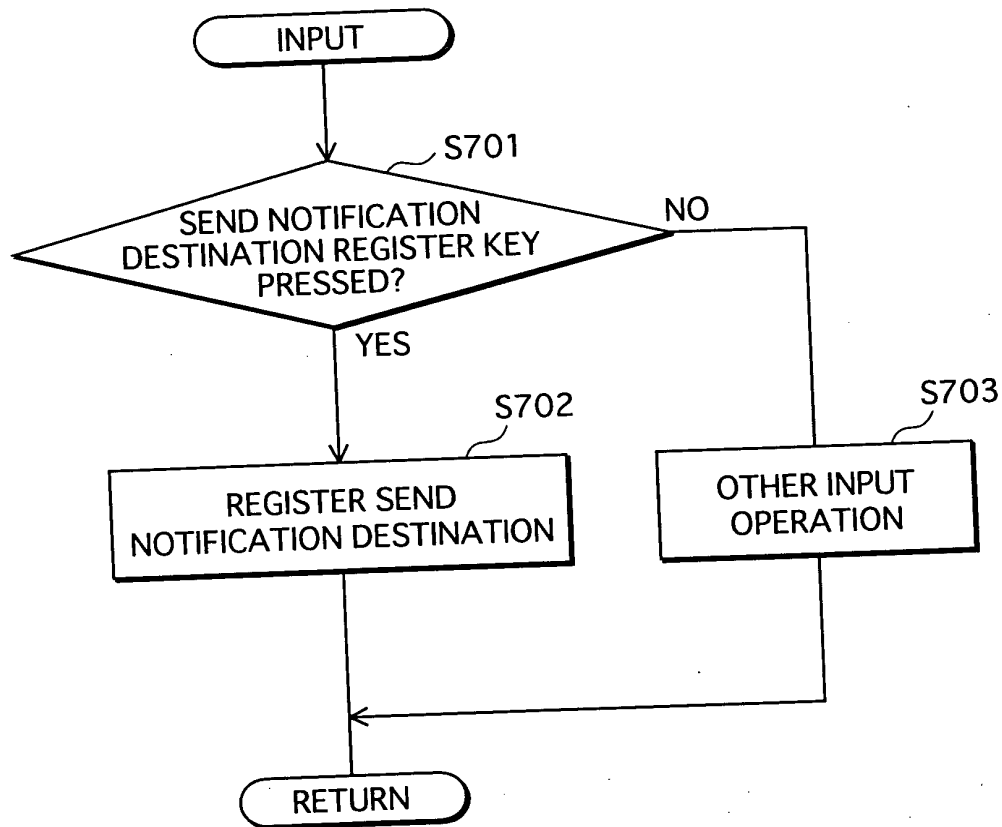 INPUT
S701
SEND NOTIFICATION
DESTINATION REGISTER KEY
PRESSED?
NO
YES
S702
REGISTER SEND
NOTIFICATION DESTINATION
S703
OTHER INPUT
OPERATION
RETURN